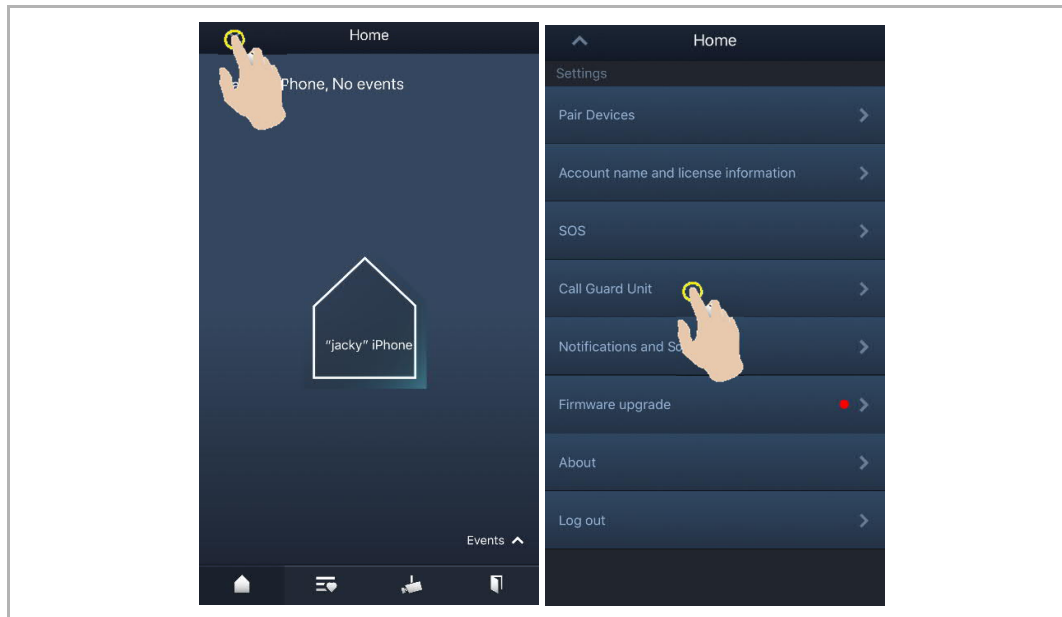 Home
Phone, No events
"jacky" iPhone
Events
Home
Settings
Pair Devices
Account name and license information
SOS
Call Guard Unit
Notifications and
Firmware upgrade
About
Log out